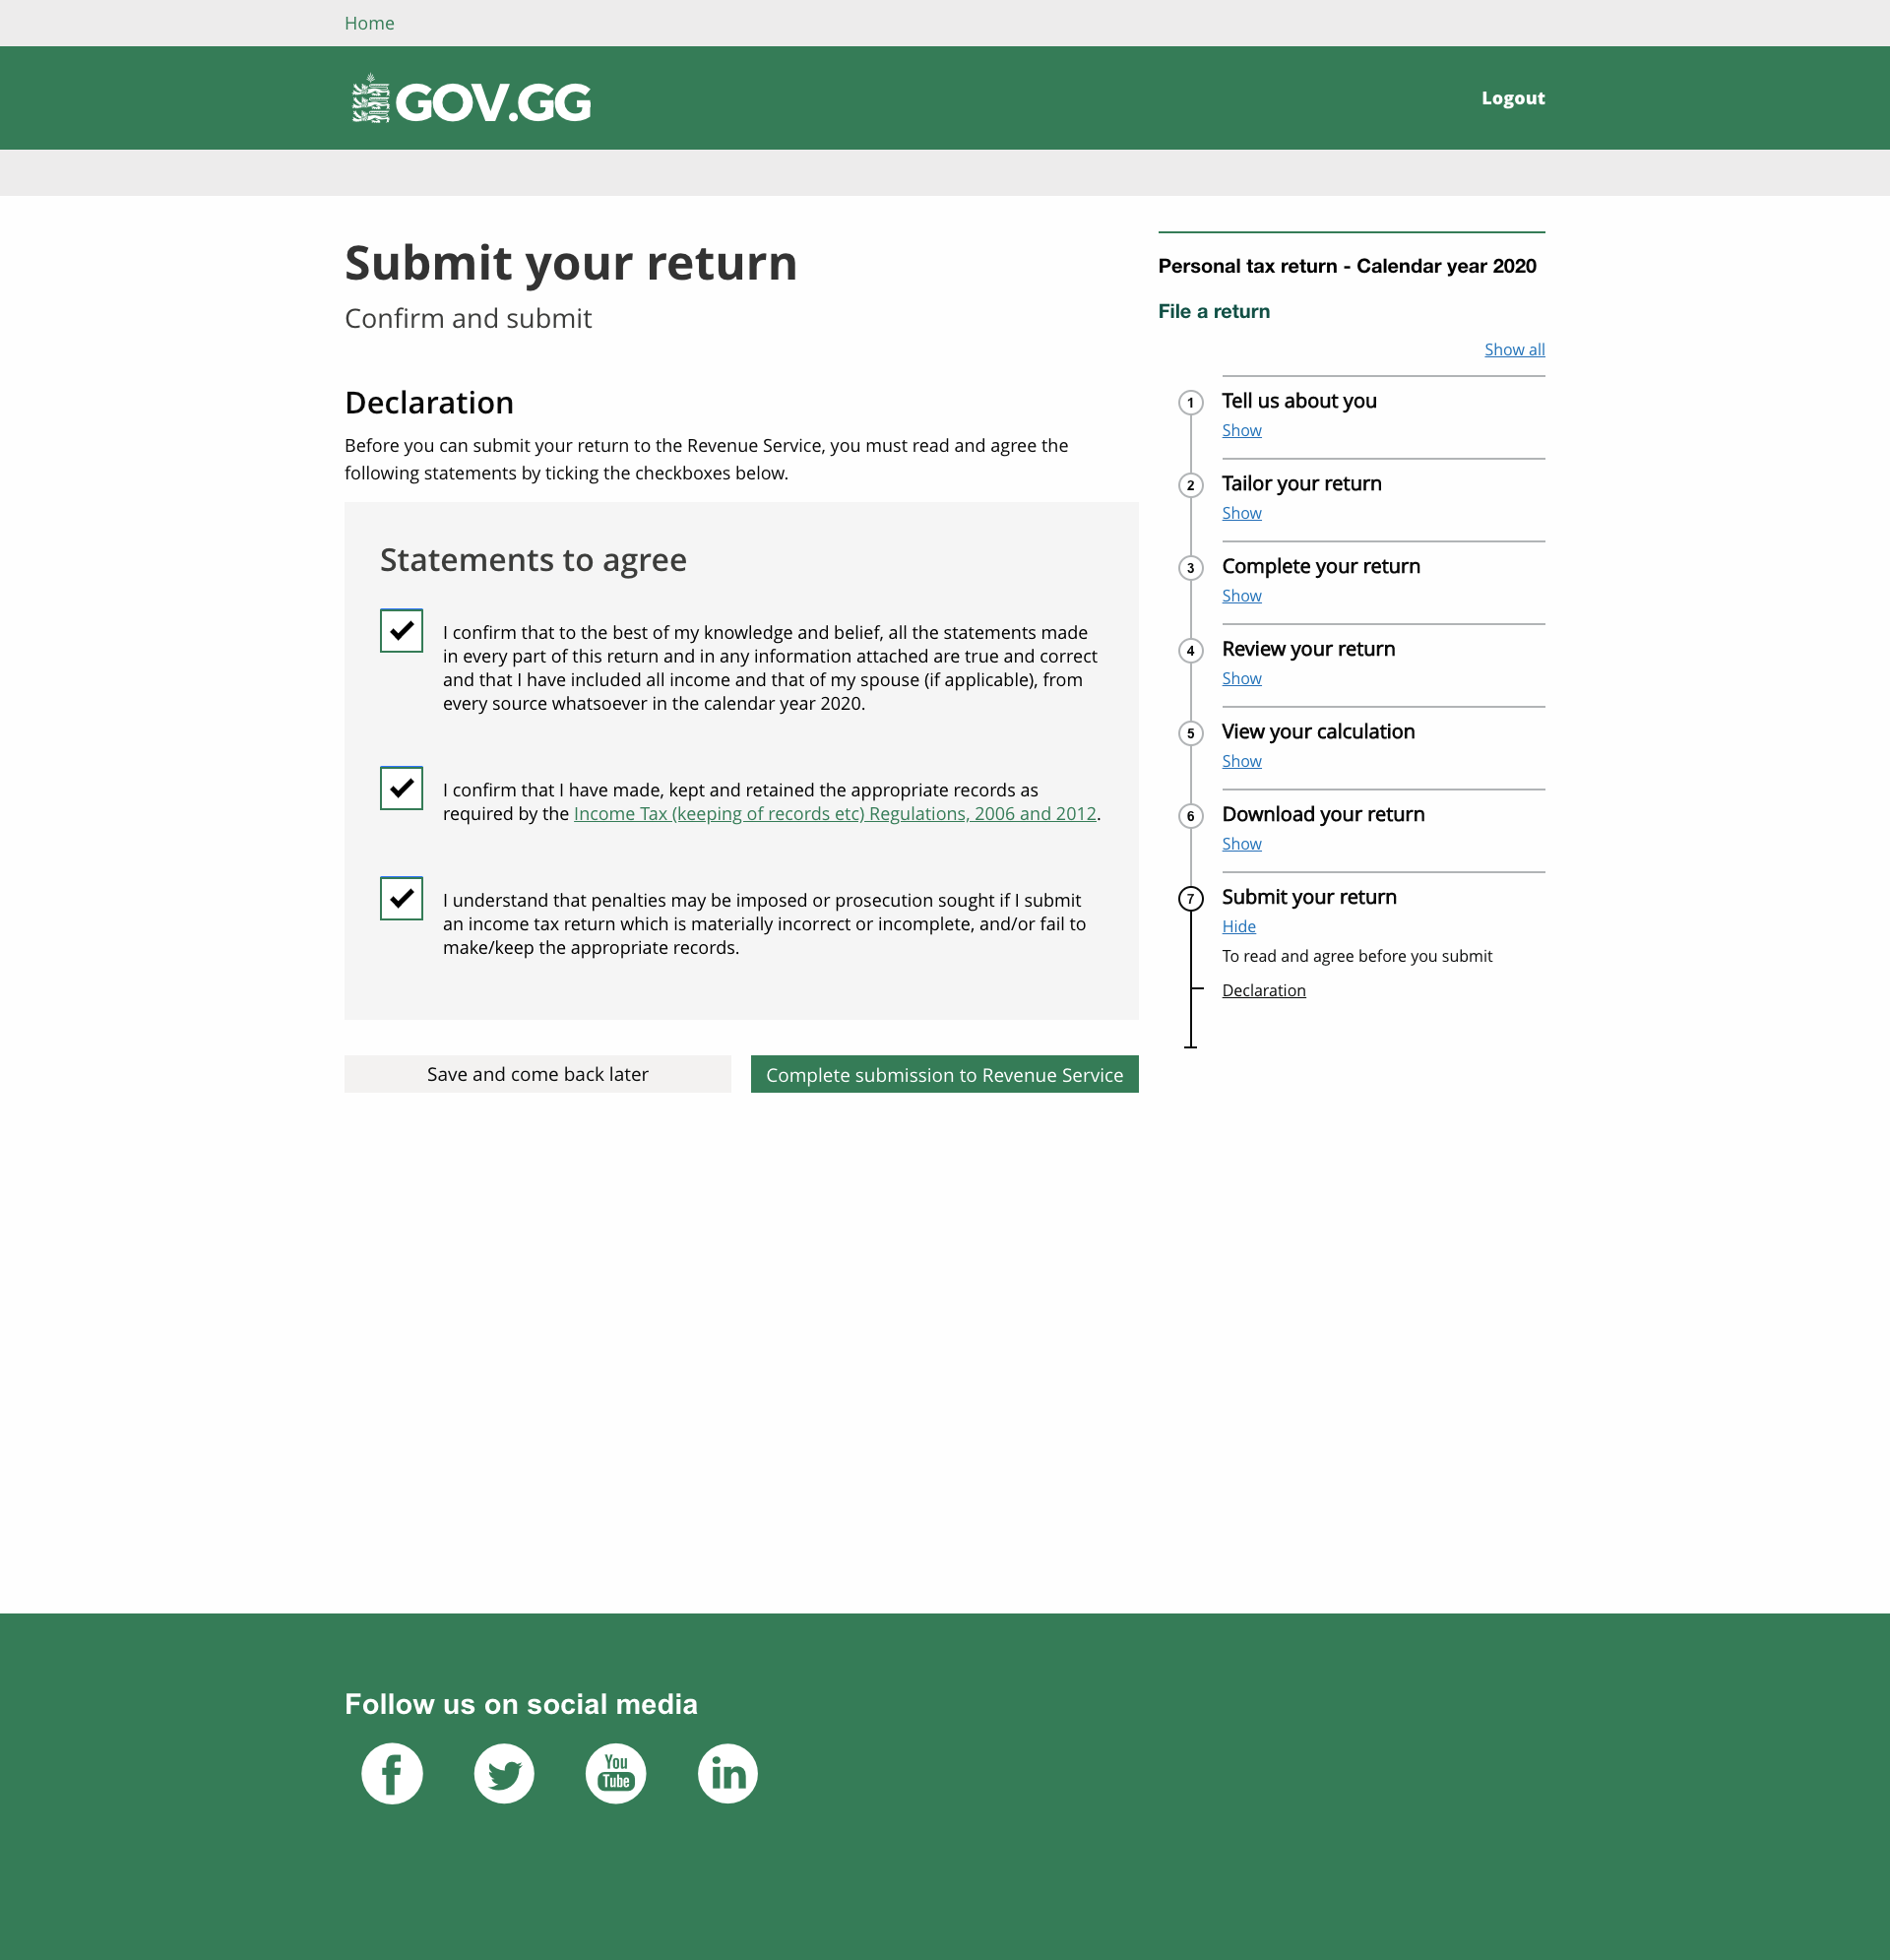 Home
GOV.GG
Logout
Submit your return
Confirm and submit
Declaration
Before you can submit your return to the Revenue Service, you must read and agree the
following statements by ticking the checkboxes below.
Statements to agree
I confirm that to the best of my knowledge and belief, all the statements made
in every part of this return and in any information attached are true and correct
and that I have included all income and that of my spouse (if applicable), from
every source whatsoever in the calendar year 2020.
I confirm that I have made, kept and retained the appropriate records as
required by the Income Tax (keeping of records etc) Regulations, 2006 and 2012.
I understand that penalties may be imposed or prosecution sought if I submit
an income tax return which is materially incorrect or incomplete, and/or fail to
make/keep the appropriate records.
Save and come back later
Complete submission to Revenue Service
Personal tax return - Calendar year 2020
File a return
Show all
1 Tell us about you
Show
2 Tailor your return
Show
3 Complete your return
Show
4 Review your return
Show
5 View your calculation
Show
6 Download your return
Show
7 Submit your return
Hide
To read and agree before you submit
Declaration
Follow us on social media
You
Tube
in